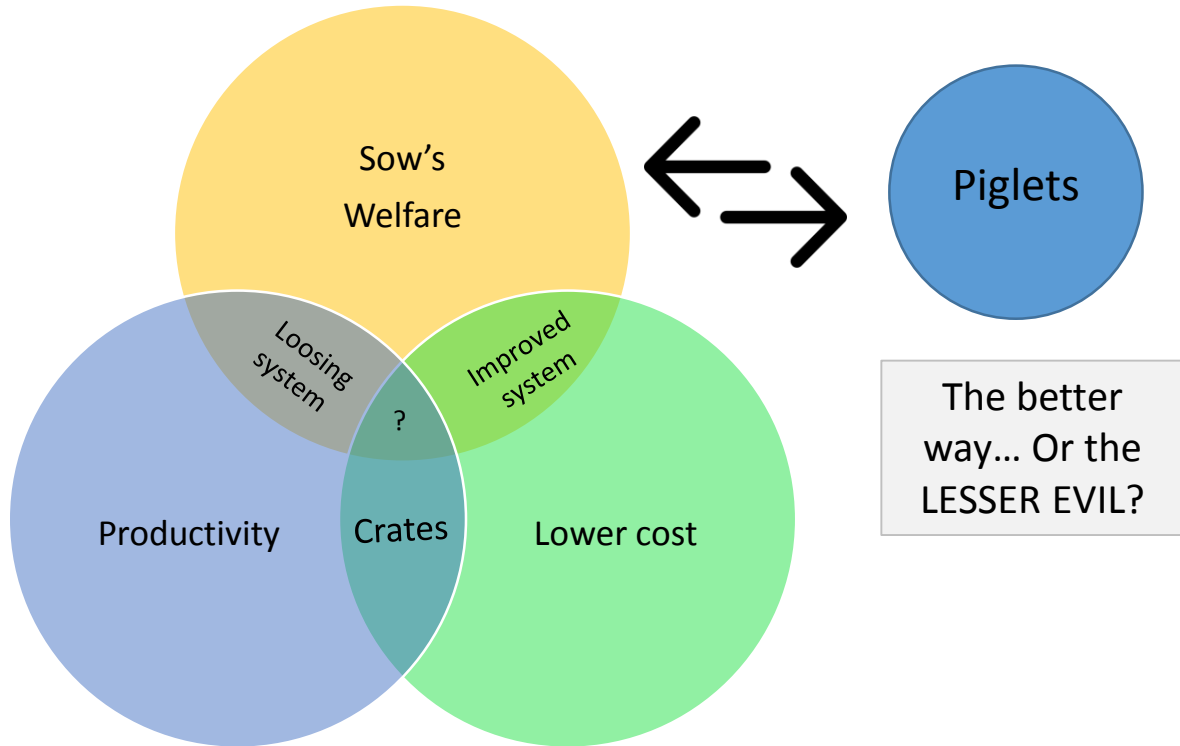 Sow's
Welfare
Piglets
Loosing
system
Improved
system
?
Productivity
Crates
Lower cost
The better
way... Or the
LESSER EVIL?